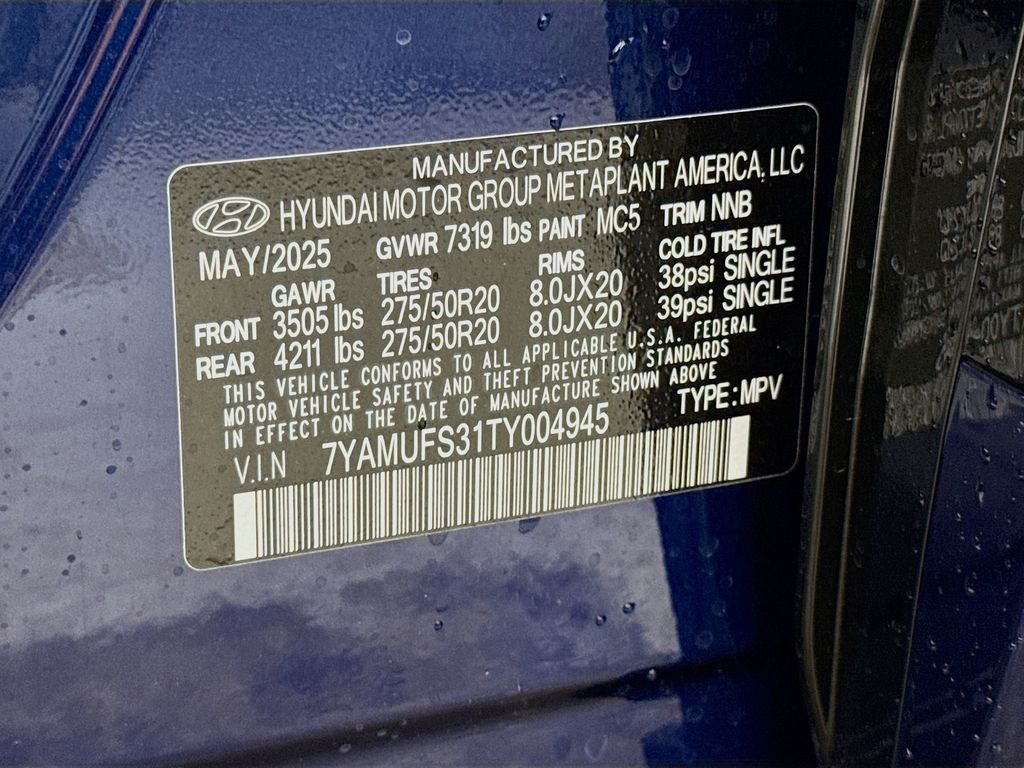 MANUFACTURED BY
HYUNDAI MOTOR GROUP METAPLANT AMERICA, LLC
MAY/2025 GVWR 7319 lbs PAINT MC5 TRIM NNB
GAWR TIRES RIMS COLD TIRE INFL
FRONT 3505 lbs 275/50R20 8.0JX20 38psi SINGLE
REAR 4211 lbs 275/50R20 8.0JX20 39psi SINGLE
THIS VEHICLE CONFORMS TO ALL APPLICABLE U.S.A. FEDERAL
MOTOR VEHICLE SAFETY AND THEFT PREVENTION STANDARDS
IN EFFECT ON THE DATE OF MANUFACTURE SHOWN ABOVE
TYPE:MPV
V.I.N 7YAMUFS31TY004945